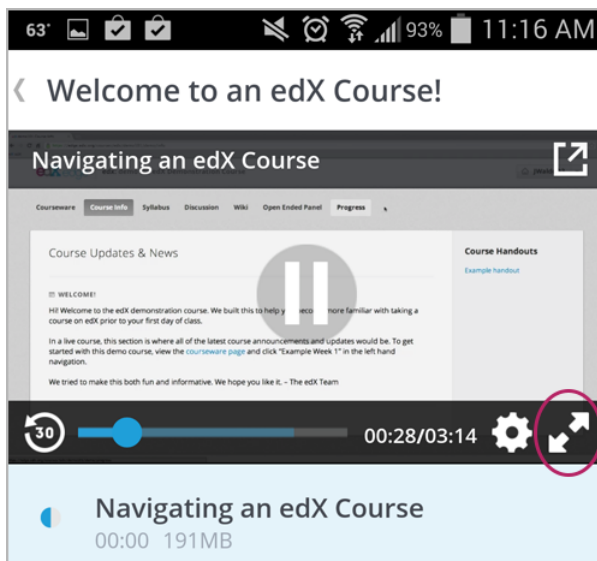 63° 93% 11:16 AM
Welcome to an edX Course!
Navigating an edX Course
Courseware Course Info Syllabus Discussion Wiki Open Ended Panel Progress
Course Updates & News
Course Handouts
Example handout
WELCOME!
Hi! Welcome to the edX demonstration course. We built this to help y become more familiar with taking a
course on edX prior to your first day of class.
In a live course, this section is where all of the latest course announcements and updates would be. To get
started with this demo course, view the courseware page and click "Example Week 1" in the left hand
navigation.
We tried to make this both fun and informative. We hope you like it. – The edX Team
30 00:28/03:14
Navigating an edX Course
00:00 191MB